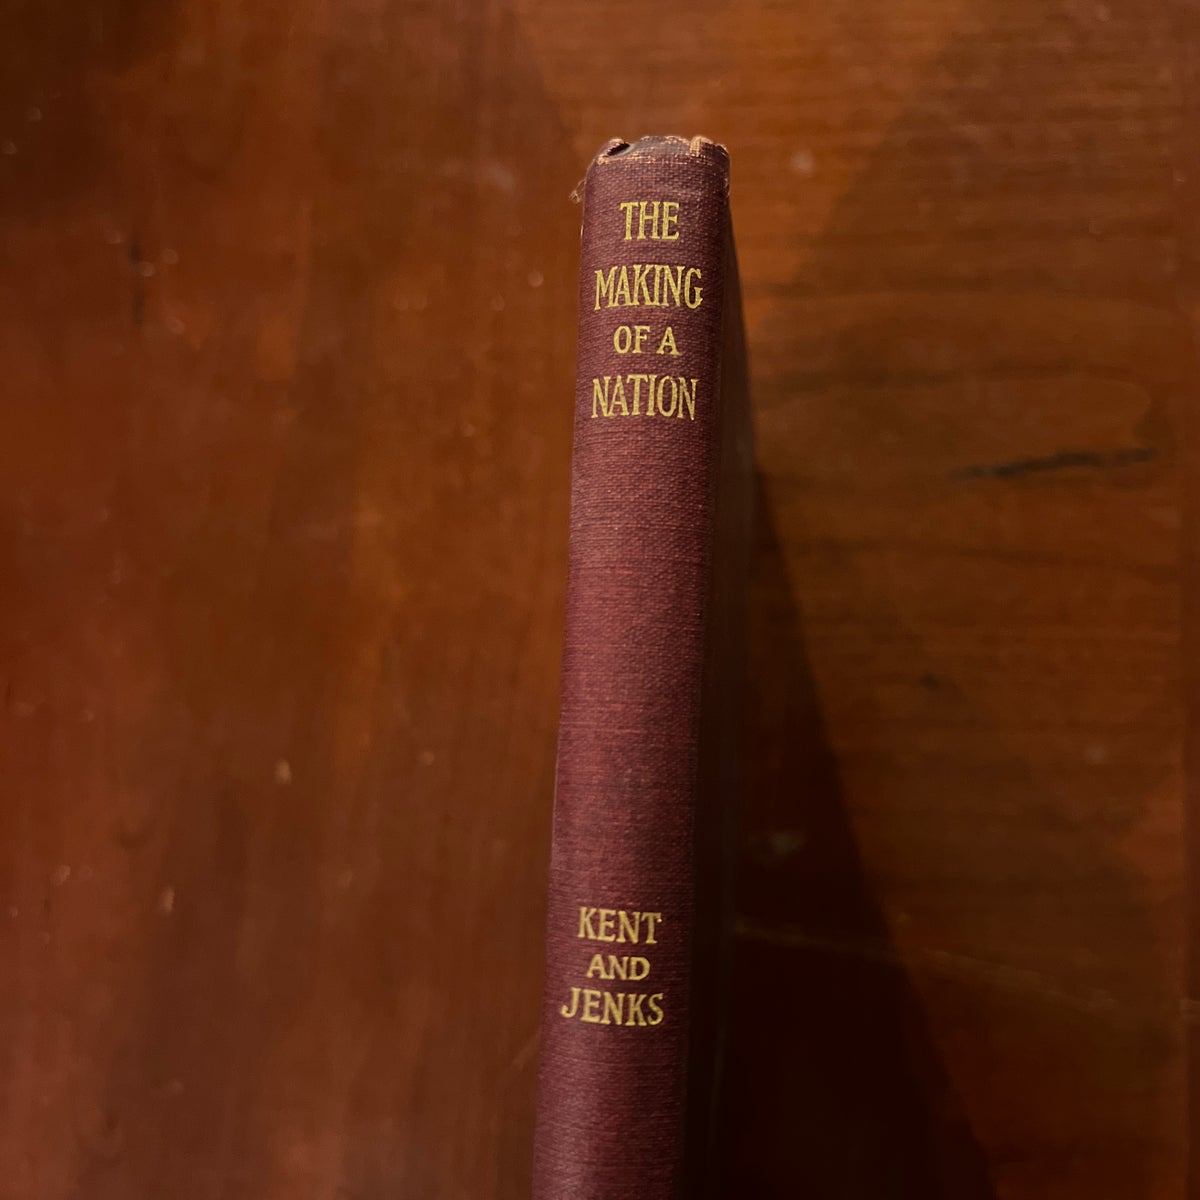 THE
MAKING
OF A
NATION
KENT
AND
JENKS